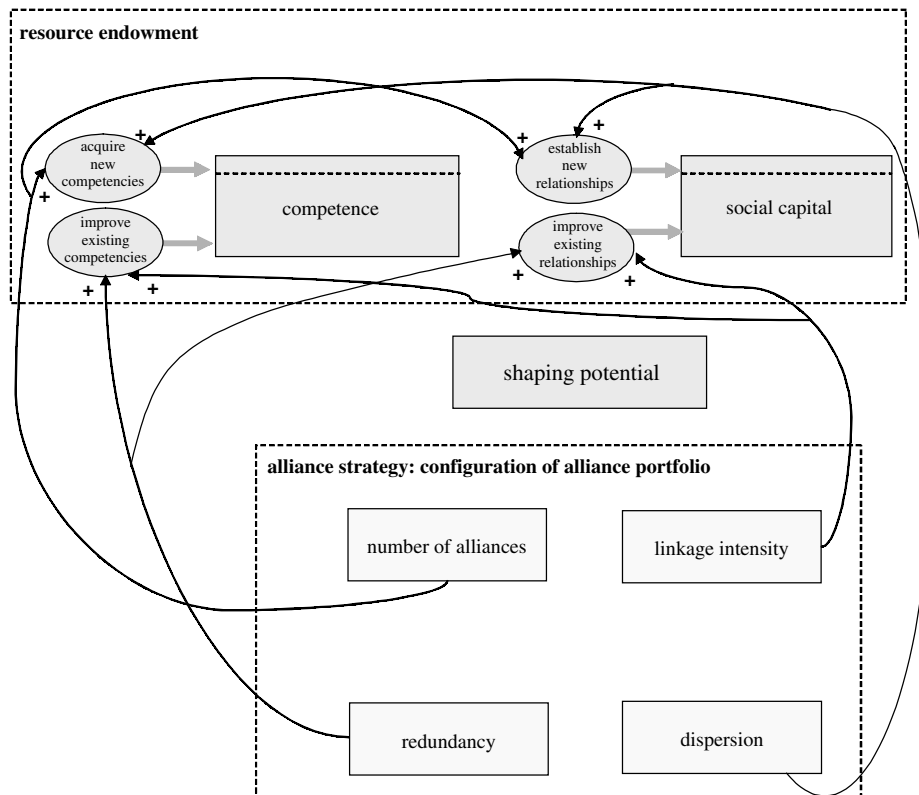 resource endowment
+
+
+
acquire
new
competencies
establish
new
relationships
+
competence
social capital
improve
existing
competencies
improve
existing
relationships
+
+
+
+
shaping potential
alliance strategy: configuration of alliance portfolio
number of alliances
linkage intensity
redundancy
dispersion